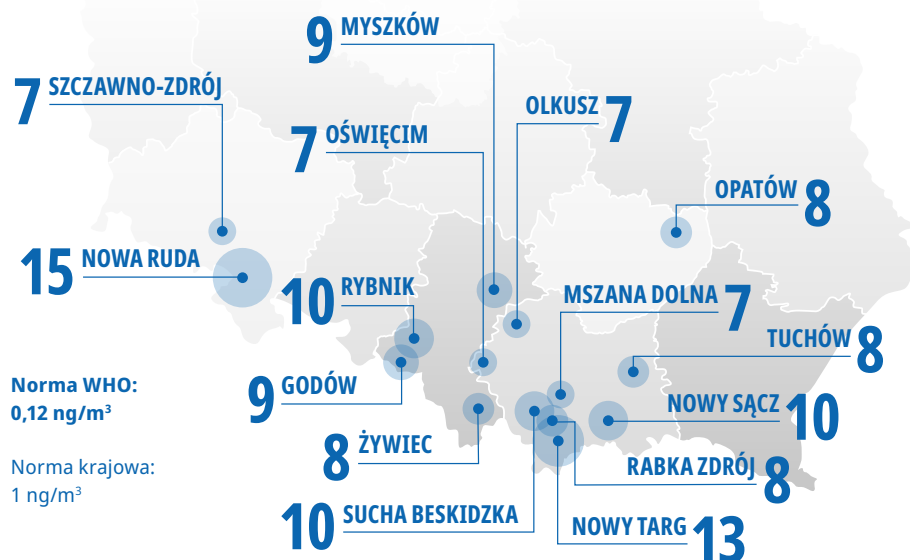 9 MYSZKÓW
7 SZCZAWNO-ZDRÓJ
OLKUSZ 7
7 OŚWIĘCIM
OPATÓW 8
15 NOWA RUDA
10 RYBNIK
MSZANA DOLNA 7
TUCHÓW 8
Norma WHO:
0,12 ng/m³
9 GODÓW
NOWY SĄCZ 10
8 ŻYWIEC
Norma krajowa:
1 ng/m³
RABKA ZDRÓJ 8
10 SUCHA BESKIDZKA
NOWY TARG 13